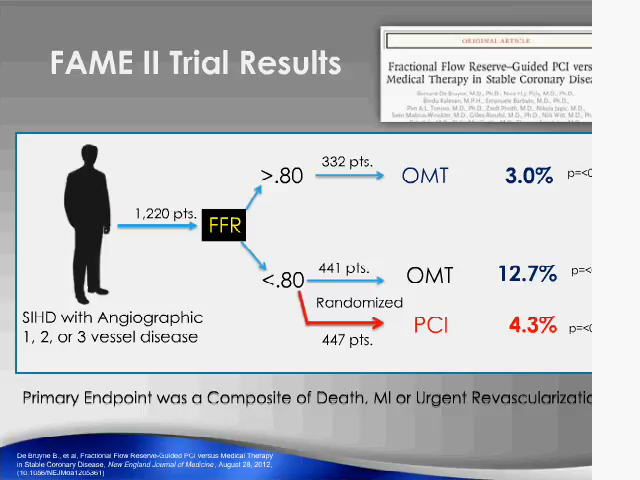 FAME II Trial Results
ORIGINAL ARTICLE
Fractional Flow Reserve–Guided PCI vers
Medical Therapy in Stable Coronary Disea
>.80
332 pts.
OMT
3.0%
p=<0
1,220 pts.
FFR
<.80
441 pts.
OMT
12.7%
p=<
Randomized
PCI
4.3%
p=<0
447 pts.
SIHD with Angiographic
1, 2, or 3 vessel disease
Primary Endpoint was a Composite of Death, MI or Urgent Revascularizatio
De Bruyne B., et al, Fractional Flow Reserve-Guided PCI versus Medical Therapy
in Stable Coronary Disease, New England Journal of Medicine, August 28, 2012,
(10.1056/NEJMoa1205361)